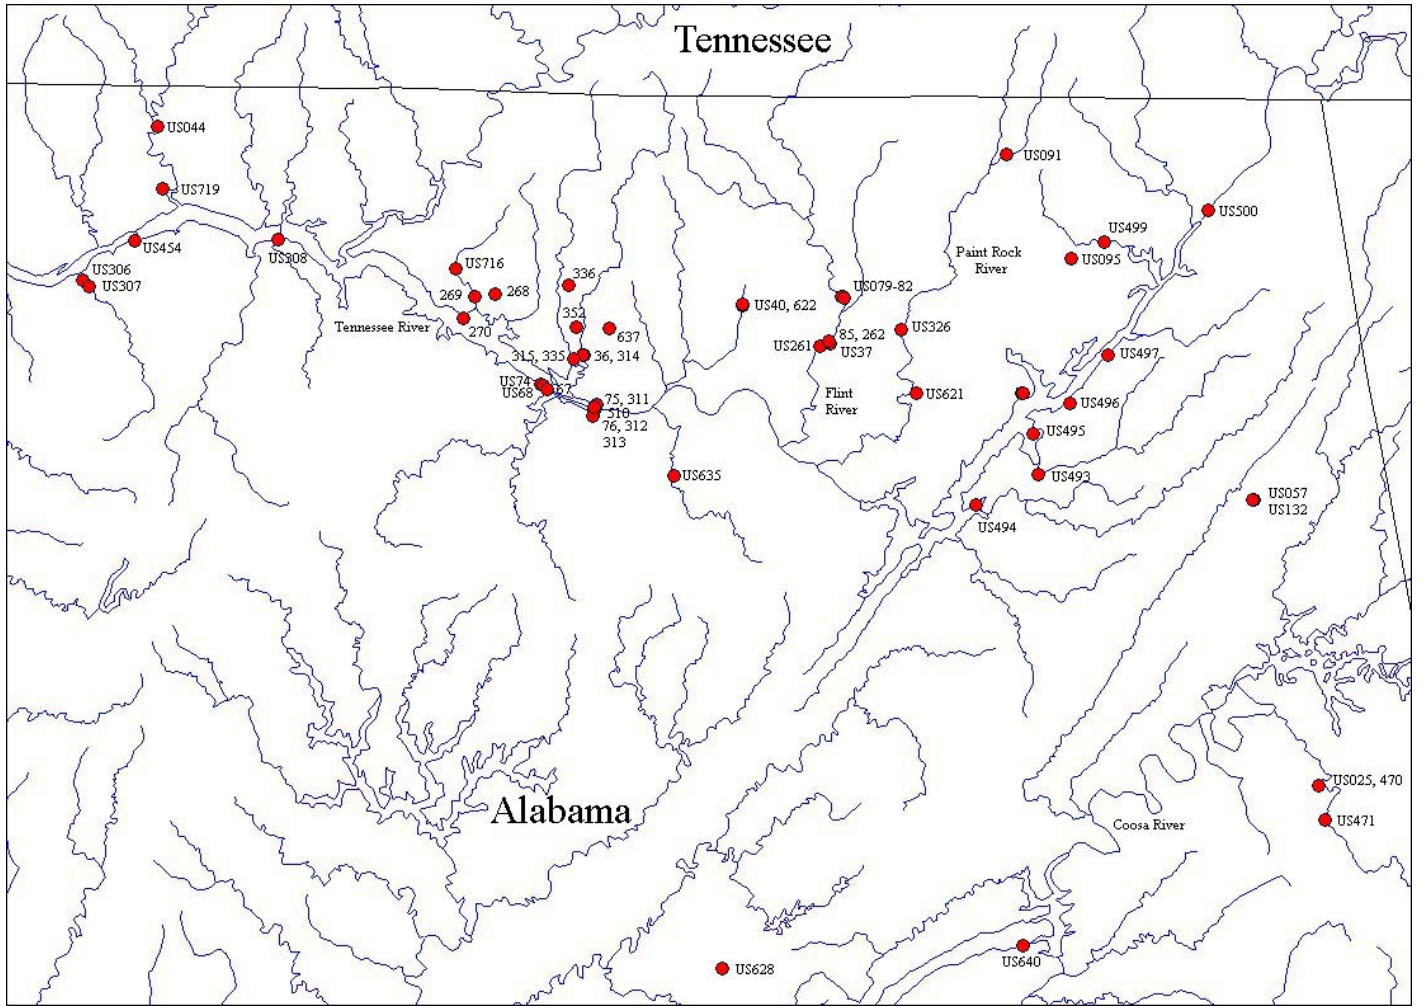 Tennessee
US044
US091
US719
US500
US499
US454
US308
Paint Rock
River
US095
US716
US306
US307
336
US079-82
269
268
US40, 622
Tennessee River
270
352
637
US326
85, 262
US261
US37
315, 335
36, 314
US497
US74
US68
67
Flint
River
US621
75, 311
510
76, 312
313
US496
US495
US635
US493
US057
US132
US494
US025, 470
Alabama
Coosa River
US471
US640
US628